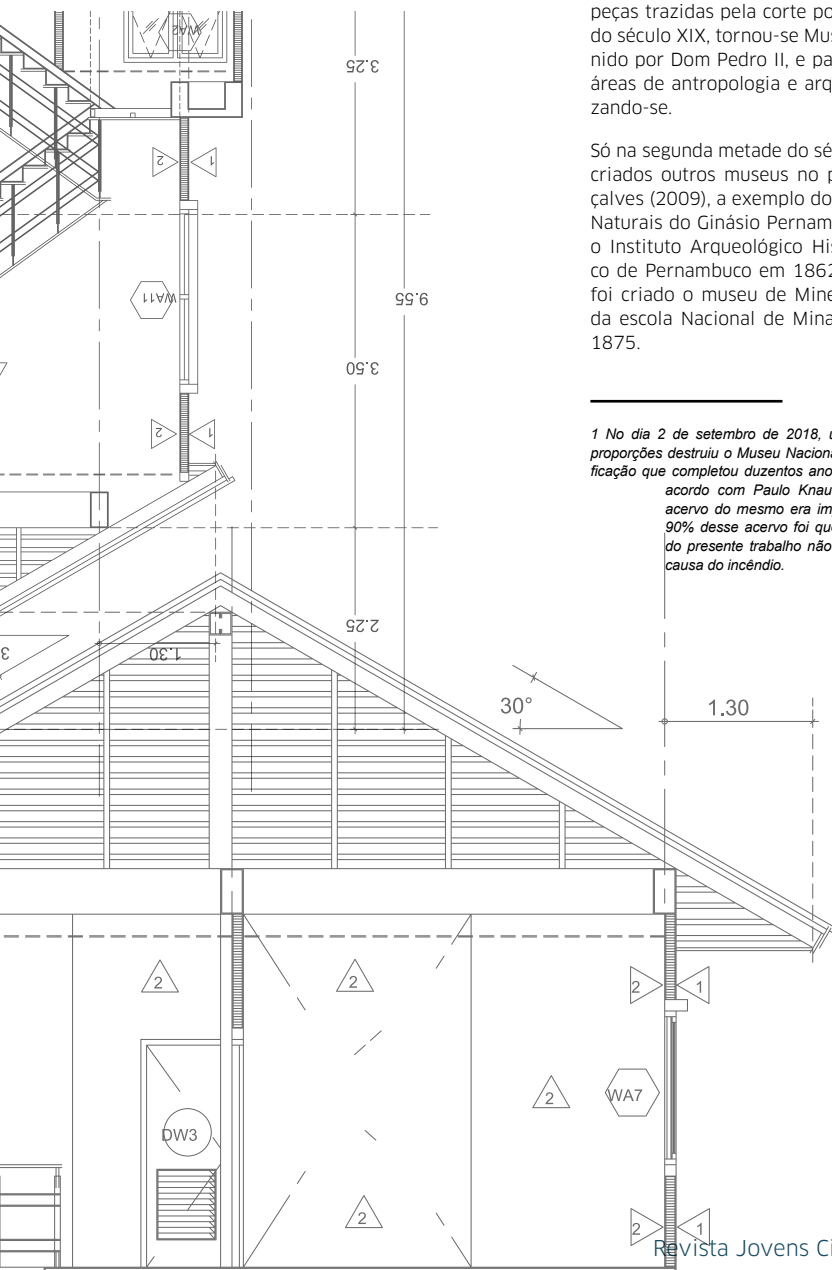 peças trazidas pela corte po
do século XIX, tornou-se Mus
nido por Dom Pedro II, e pa
áreas de antropologia e arq
zando-se.
Só na segunda metade do sé
criados outros museus no p
çalves (2009), a exemplo do
Naturais do Ginásio Pernam
o Instituto Arqueológico His
co de Pernambuco em 1862
foi criado o museu de Mine
da escola Nacional de Mina
1875.
1 No dia 2 de setembro de 2018, u
proporções destruiu o Museu Naciona
ficação que completou duzentos ano
acordo com Paulo Knau
acervo do mesmo era im
90% desse acervo foi que
do presente trabalho não
causa do incêndio.
WA2
3.25
2 1
WA11
9.55
3.50
2 1
2.25
3
1.30
30°
1.30
2
2
2 1
2
WA7
DW3
2
2 1
Revista Jovens Ci